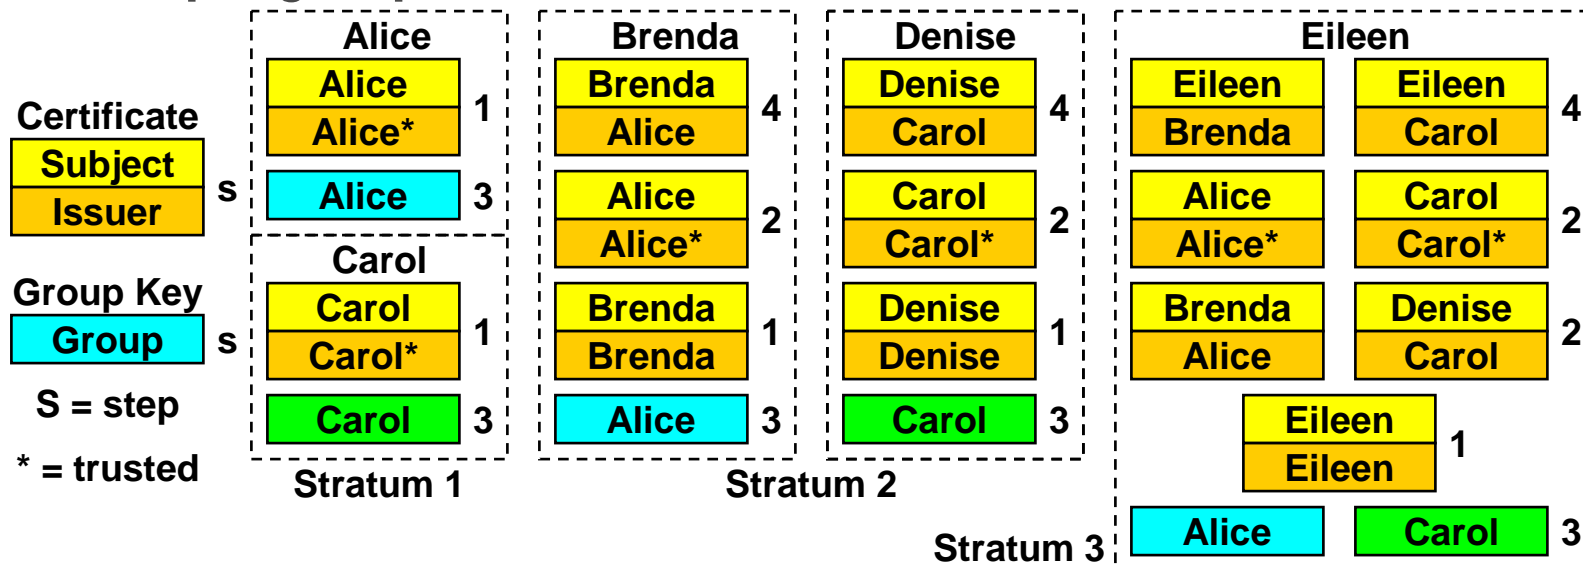 Certificate
Subject
Issuer
s
Group Key
Group
s
S = step
* = trusted
Alice
Alice
Alice*
1
Alice
3
Carol
Carol
Carol*
1
Carol
3
Stratum 1
Brenda
Brenda
Alice
4
Alice
Alice*
2
Brenda
Brenda
1
Alice
3
Denise
Denise
Carol
4
Carol
Carol*
2
Denise
Denise
1
Carol
3
Stratum 2
Eileen
Eileen
Brenda
Eileen
Carol
4
Alice
Alice*
Carol
Carol*
2
Brenda
Alice
Denise
Carol
2
Eileen
Eileen
1
Alice
Carol
3
Stratum 3